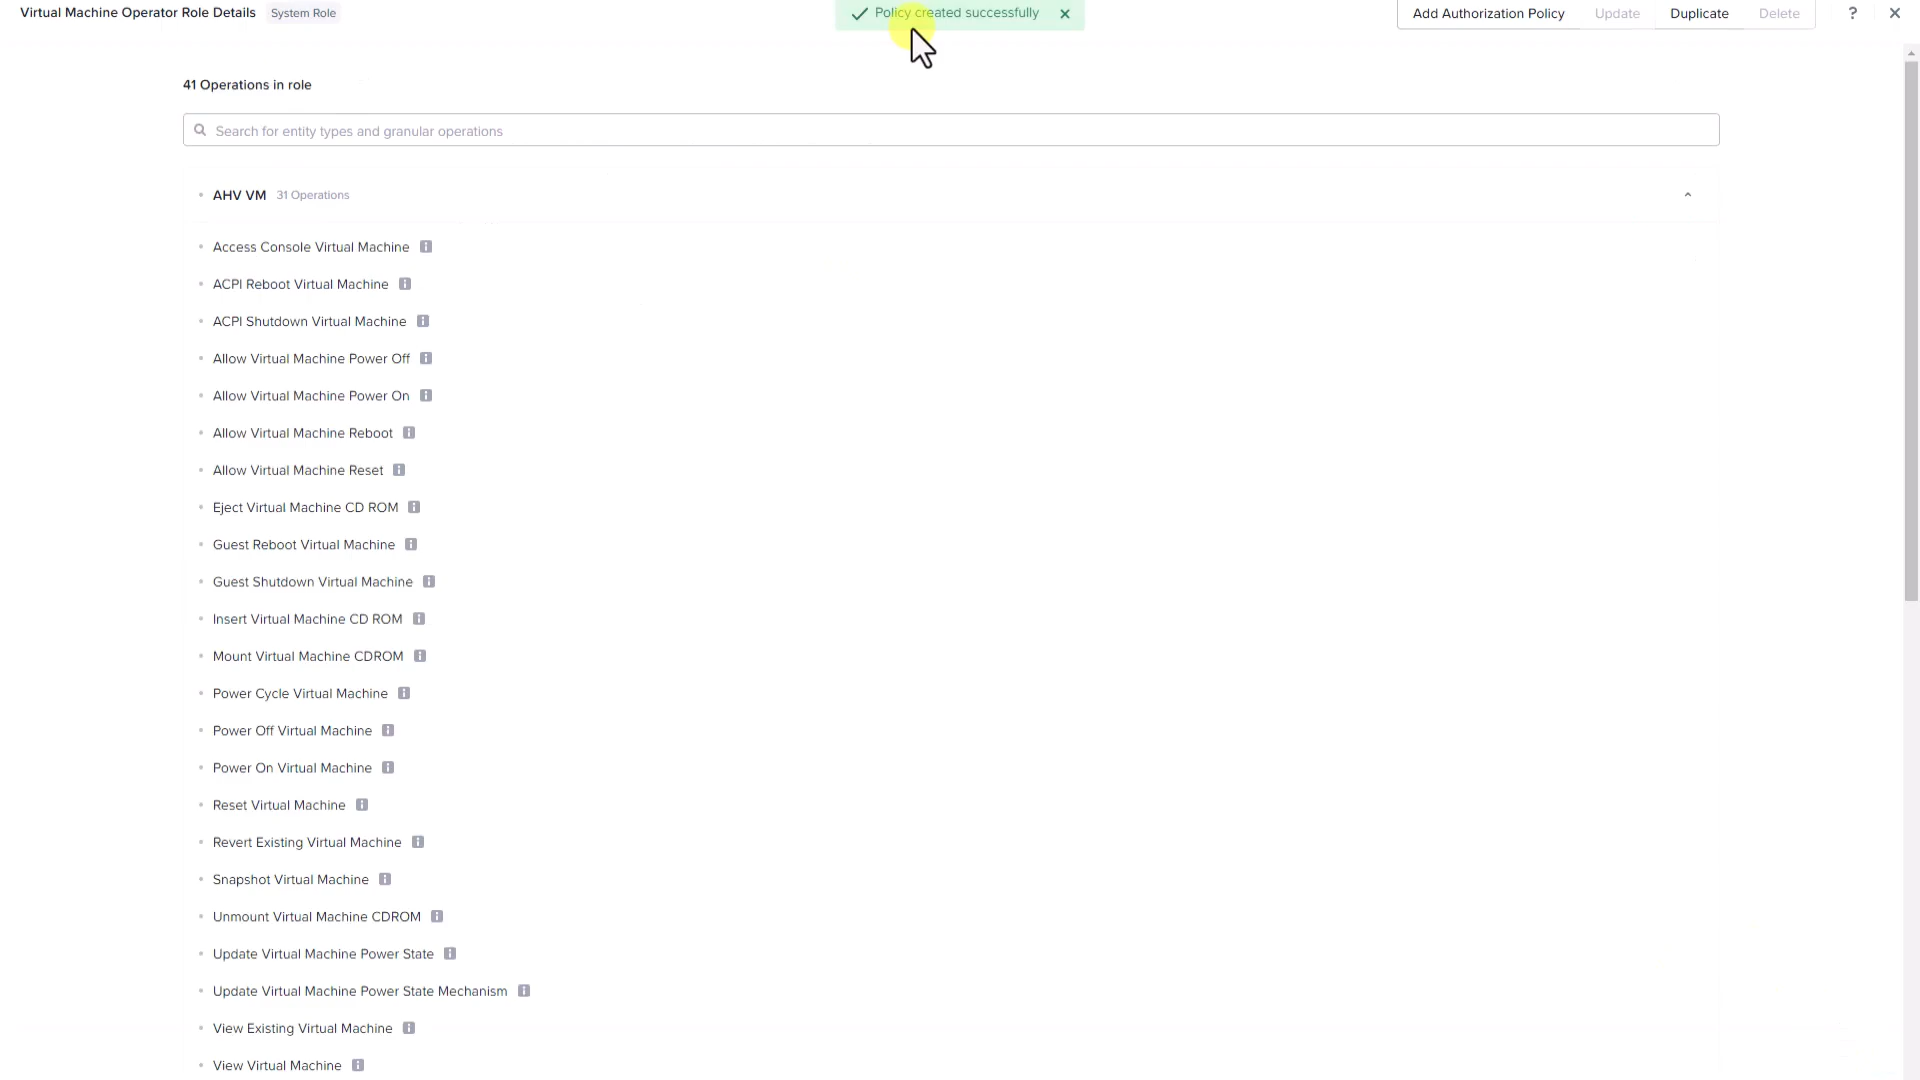 Virtual Machine Operator Role Details System Role
Policy created successfully
Add Authorization Policy Update Duplicate Delete ?
41 Operations in role
Search for entity types and granular operations
AHV VM 31 Operations
Access Console Virtual Machine
ACPI Reboot Virtual Machine
ACPI Shutdown Virtual Machine
Allow Virtual Machine Power Off
Allow Virtual Machine Power On
Allow Virtual Machine Reboot
Allow Virtual Machine Reset
Eject Virtual Machine CD ROM
Guest Reboot Virtual Machine
Guest Shutdown Virtual Machine
Insert Virtual Machine CD ROM
Mount Virtual Machine CDROM
Power Cycle Virtual Machine
Power Off Virtual Machine
Power On Virtual Machine
Reset Virtual Machine
Revert Existing Virtual Machine
Snapshot Virtual Machine
Unmount Virtual Machine CDROM
Update Virtual Machine Power State
Update Virtual Machine Power State Mechanism
View Existing Virtual Machine
View Virtual Machine